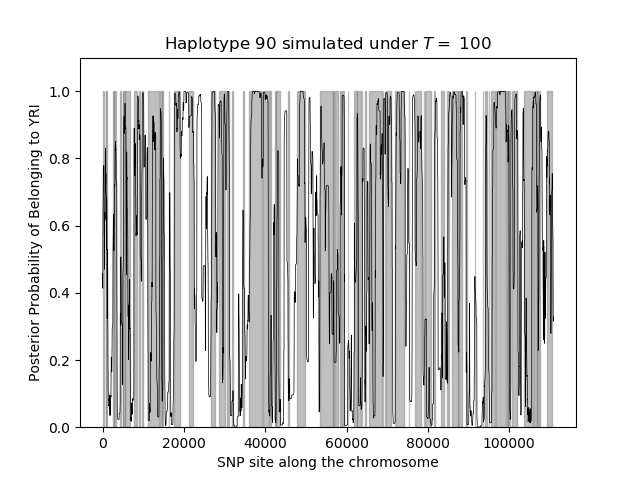 Haplotype 90 simulated under T = 100
Posterior Probability of Belonging to YRI
1.0
0.8
0.6
0.4
0.2
0.0
0 20000 40000 60000 80000 100000
SNP site along the chromosome